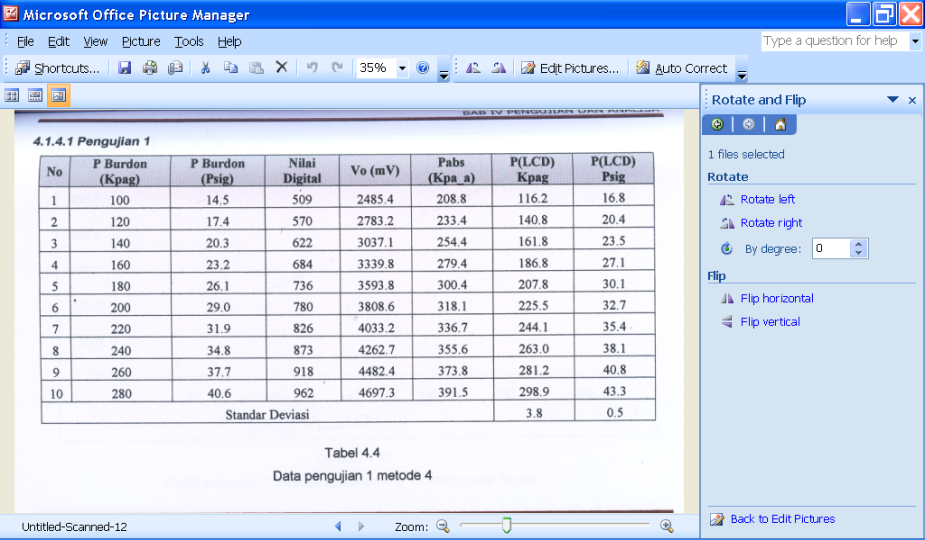 Microsoft Office Picture Manager
File Edit View Picture Tools Help
Type a question for help
Shortcuts... 35% Edit Pictures... Auto Correct
Rotate and Flip
1 files selected
Rotate
Rotate left
Rotate right
By degree: 0
Flip
Flip horizontal
Flip vertical
Back to Edit Pictures
BAB IV PENGUJIAN DAN ANALISA
4.1.4.1 Pengujian 1
No P Burdon (Kpag) P Burdon (Psig) Nilai Digital Vo (mV) Pabs (Kpa_a) P(LCD) Kpag P(LCD) Psig
1 100 14.5 509 2485.4 208.8 116.2 16.8
2 120 17.4 570 2783.2 233.4 140.8 20.4
3 140 20.3 622 3037.1 254.4 161.8 23.5
4 160 23.2 684 3339.8 279.4 186.8 27.1
5 180 26.1 736 3593.8 300.4 207.8 30.1
6 200 29.0 780 3808.6 318.1 225.5 32.7
7 220 31.9 826 4033.2 336.7 244.1 35.4
8 240 34.8 873 4262.7 355.6 263.0 38.1
9 260 37.7 918 4482.4 373.8 281.2 40.8
10 280 40.6 962 4697.3 391.5 298.9 43.3
Standar Deviasi 3.8 0.5
Tabel 4.4
Data pengujian 1 metode 4
Untitled-Scanned-12
Zoom: